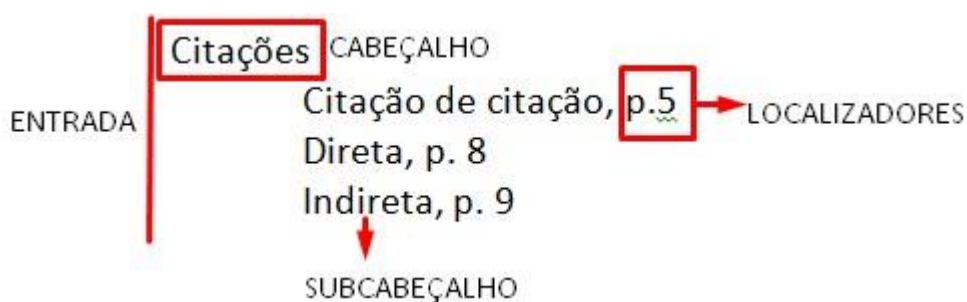 Citações CABEÇALHO
Citação de citação, p.5 LOCALIZADORES
ENTRADA
Direta, p. 8
Indireta, p. 9
SUBCABEÇALHO